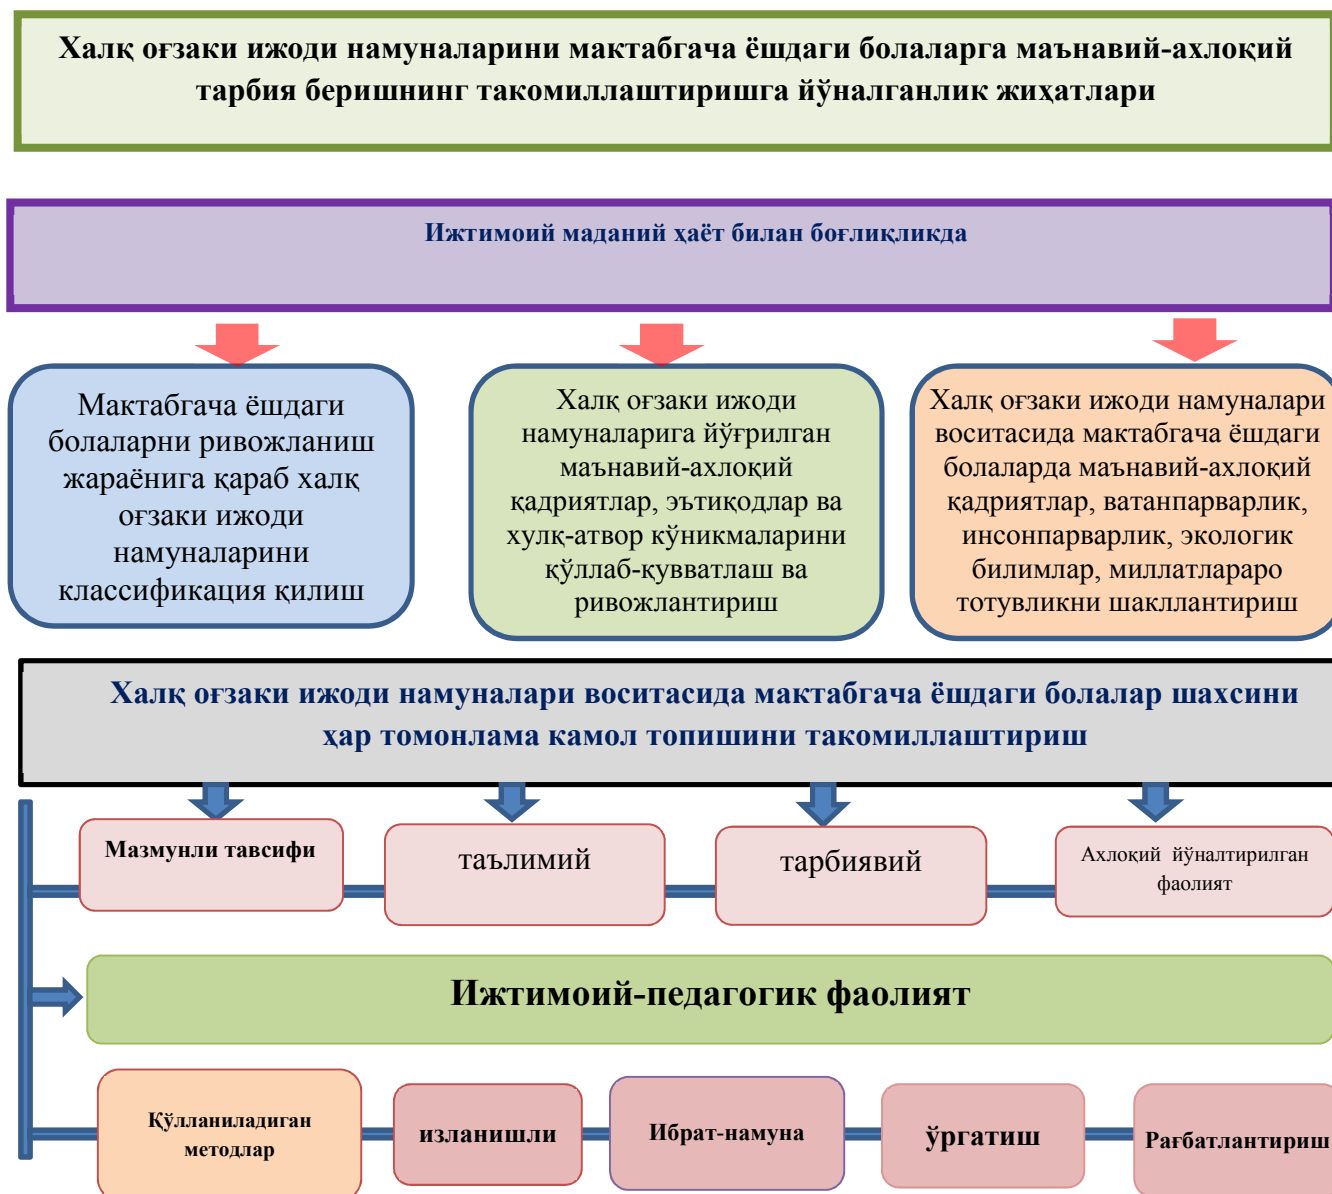 Халқ оғзаки ижоди намуналарини мактабгача ёшдаги болаларга маънавий-ахлоқий
тарбия беришнинг такомиллаштиришга йўналганлик жиҳатлари
Ижтимоий маданий ҳаёт билан боғлиқликда
Мактабгача ёшдаги
болаларни ривожланиш
жараёнига қараб халқ
оғзаки ижоди
намуналарини
классификация қилиш
Халқ оғзаки ижоди
намуналарига йўғрилган
маънавий-ахлоқий
қадриятлар, эътиқодлар ва
хулқ-атвор кўникмаларини
қўллаб-қувватлаш ва
ривожлантириш
Халқ оғзаки ижоди намуналари
воситасида мактабгача ёшдаги
болаларда маънавий-ахлоқий
қадриятлар, ватанпарварлик,
инсонпарварлик, экологик
билимлар, миллатлараро
тотувликни шакллантириш
Халқ оғзаки ижоди намуналари воситасида мактабгача ёшдаги болалар шахсини
ҳар томонлама камол топишини такомиллаштириш
Мазмунли тавсифи
таълимий
тарбиявий
Ахлоқий йўналтирилган
фаолият
Ижтимоий-педагогик фаолият
Қўлланиладиган
методлар
изланишли
Ибрат-намуна
ўргатиш
Рағбатлантириш